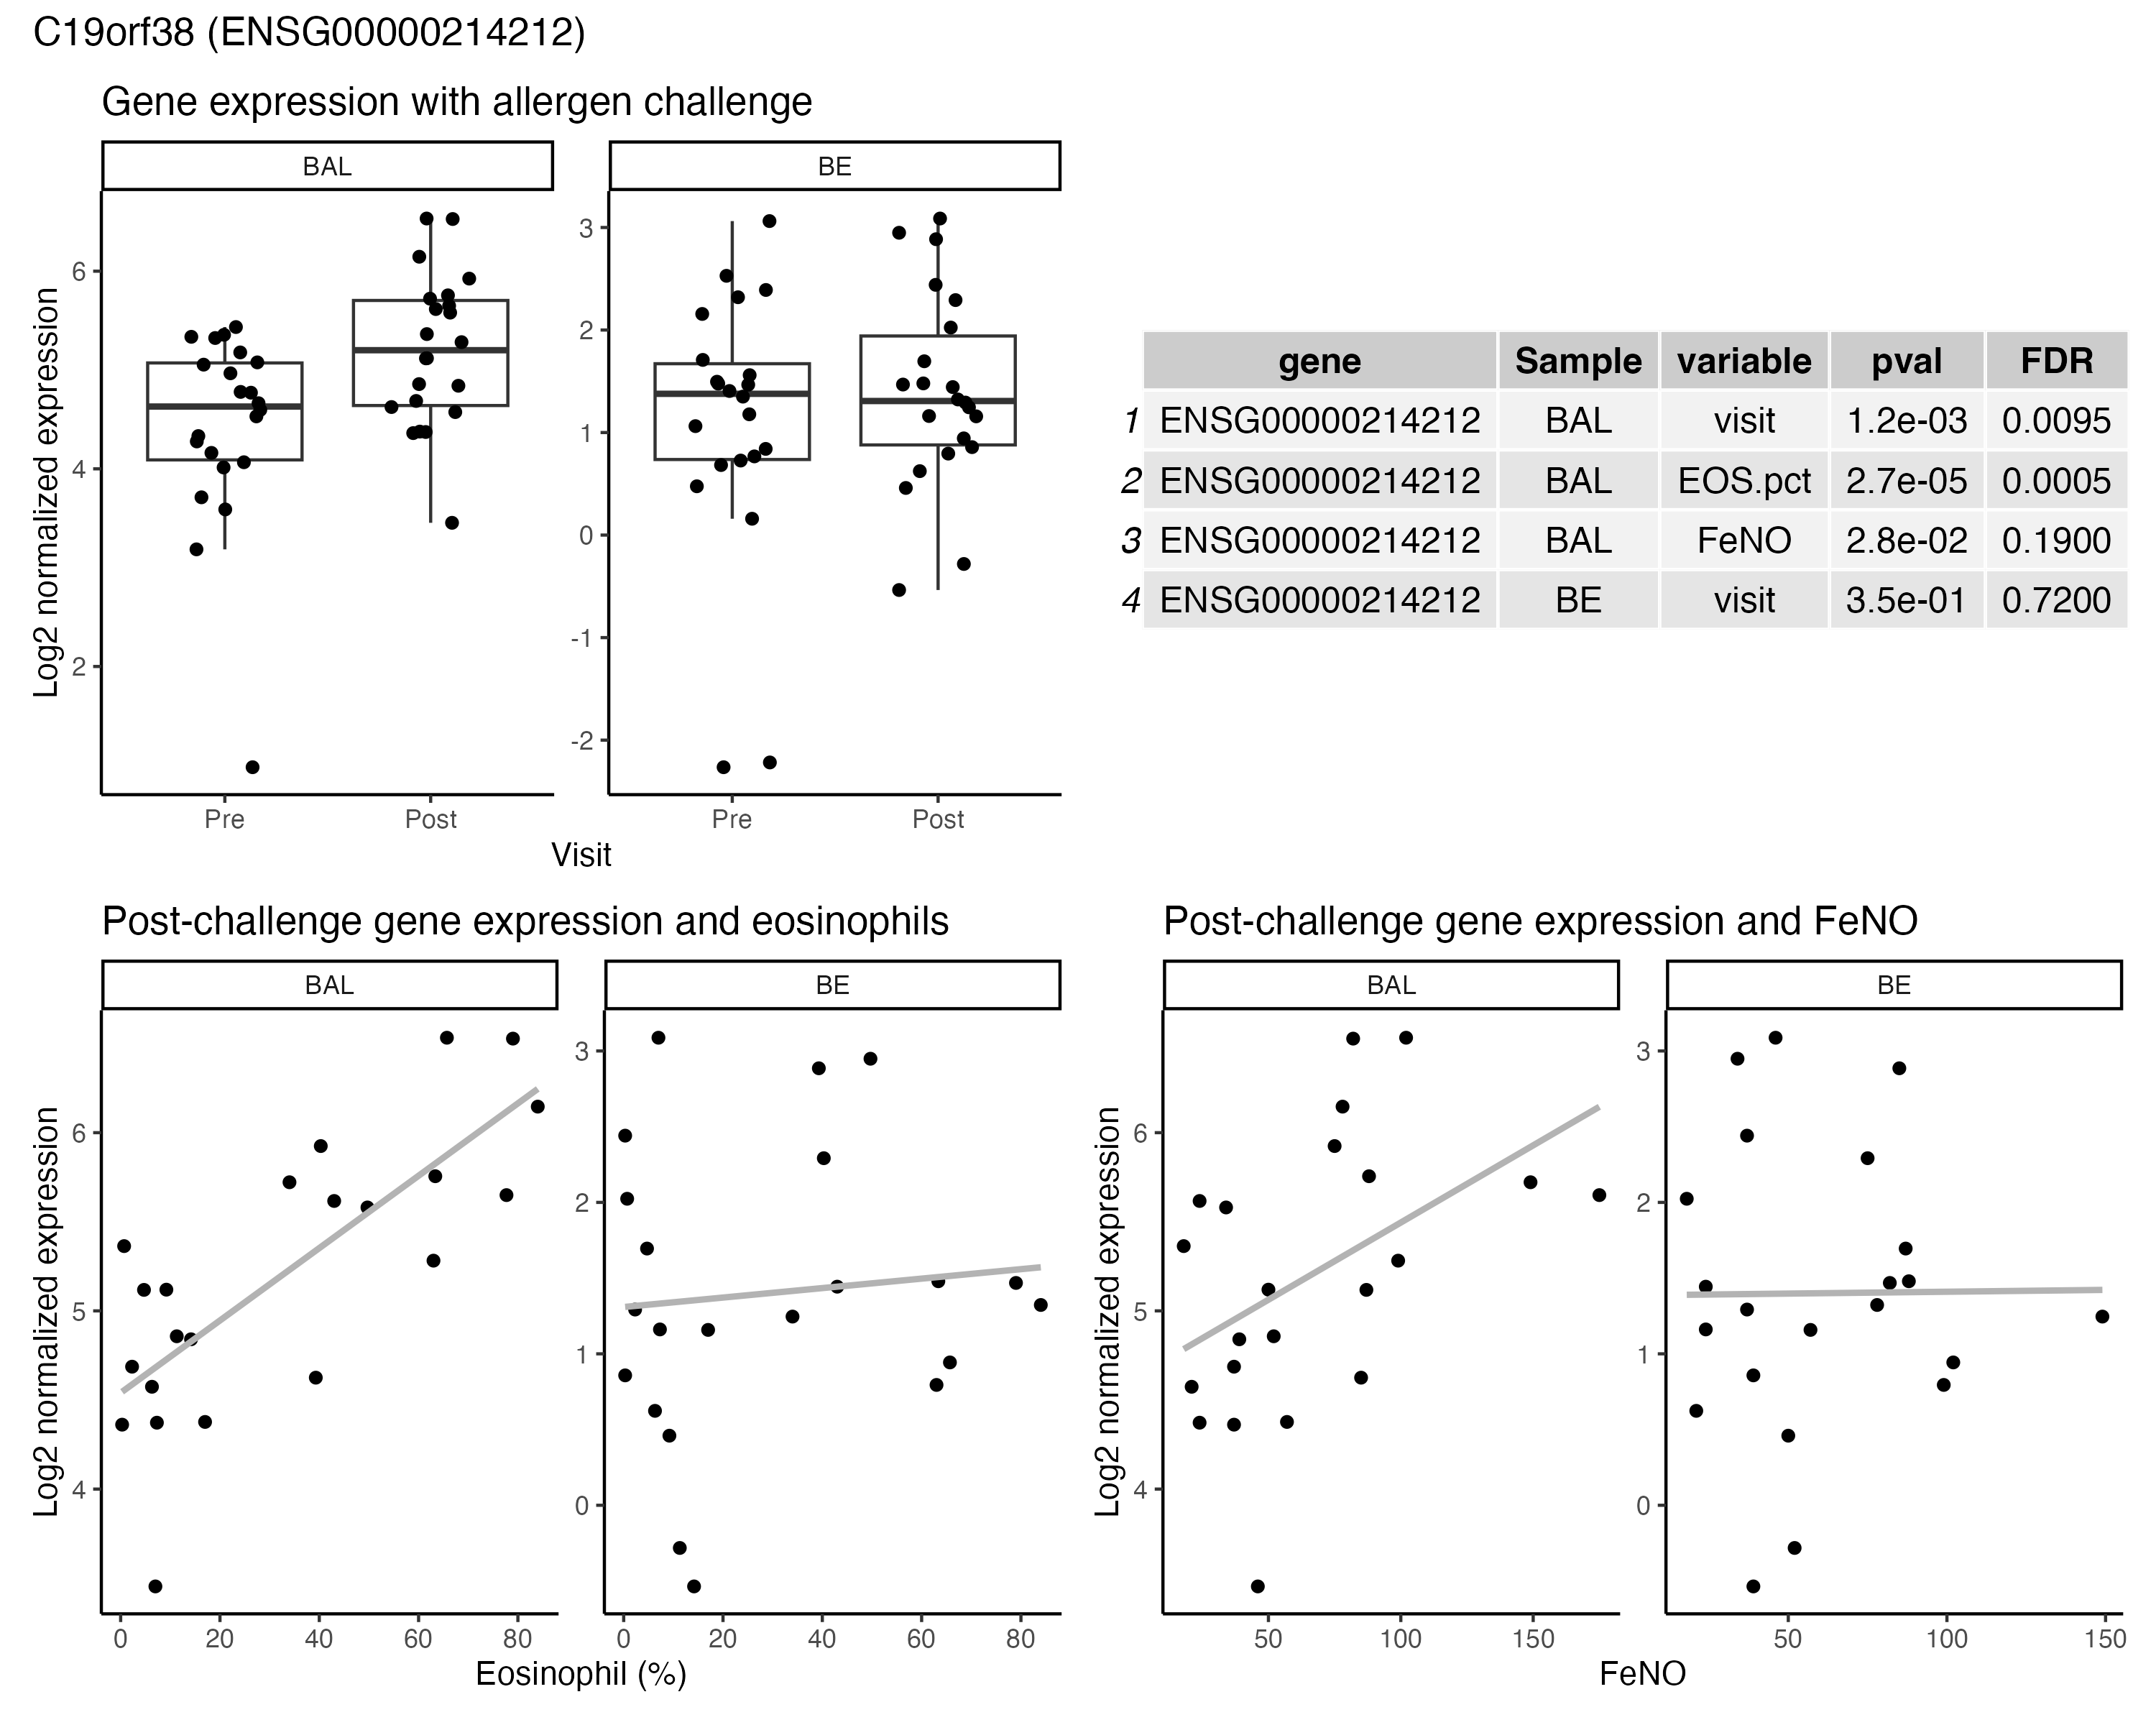 C19orf38 (ENSG00000214212)
Gene expression with allergen challenge
BAL
BE
Log2 normalized expression
6
4
2
3
2
1
0
-1
-2
Pre
Post
Pre
Post
Visit
gene Sample variable pval FDR
1 ENSG00000214212 BAL visit 1.2e-03 0.0095
2 ENSG00000214212 BAL EOS.pct 2.7e-05 0.0005
3 ENSG00000214212 BAL FeNO 2.8e-02 0.1900
4 ENSG00000214212 BE visit 3.5e-01 0.7200
Post-challenge gene expression and eosinophils
BAL
BE
Log2 normalized expression
6
5
4
3
2
1
0
0 20 40 60 80
0 20 40 60 80
Eosinophil (%)
Post-challenge gene expression and FeNO
BAL
BE
Log2 normalized expression
6
5
4
3
2
1
0
50 100 150
50 100 150
FeNO